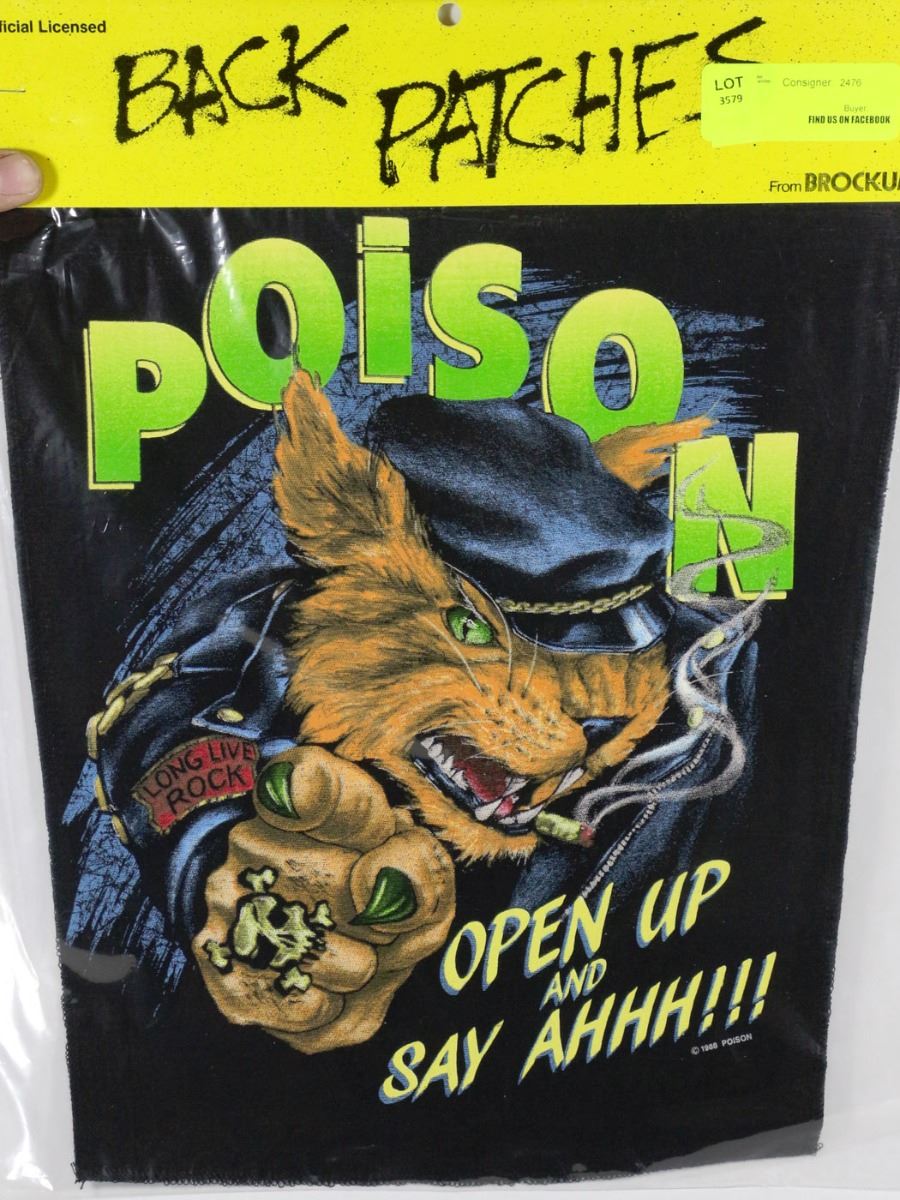 ficial Licensed
BACK
PATCHES
LOT
3579
Consigner 2476
Buyer
FIND US ON FACEBOOK
From BROCKU
POiSON
LONG LIVE
ROCK
OPEN UP
AND
SAY AHHH!!!
© 1988 POISON